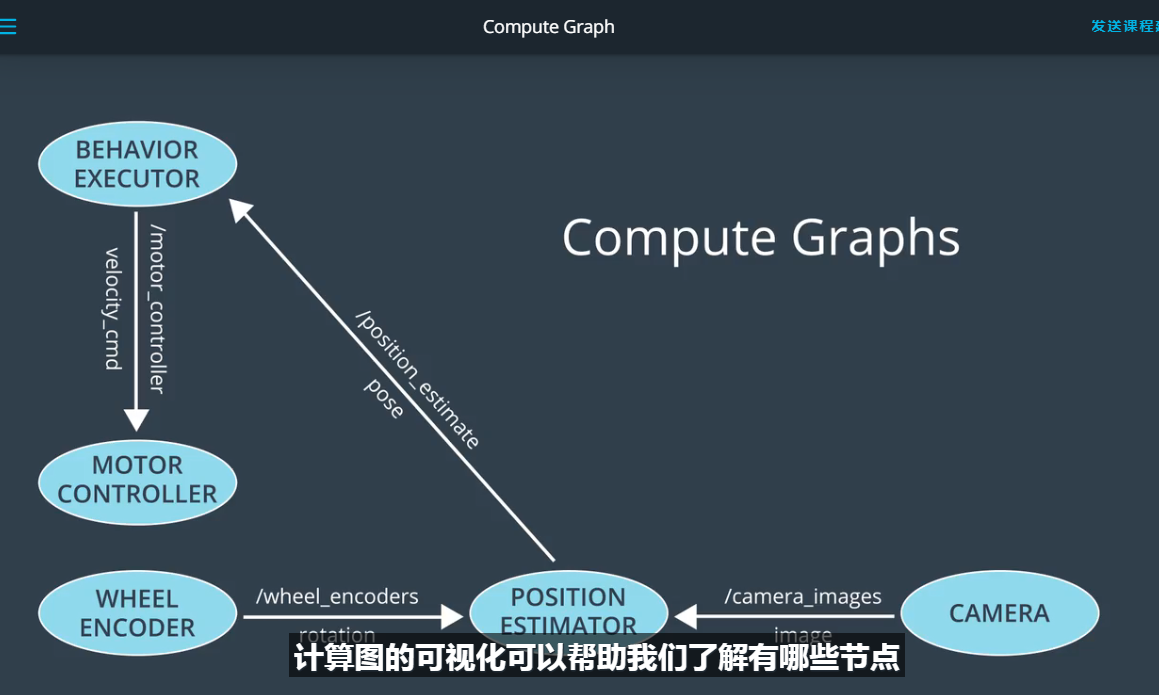 Compute Graph
发送课程
BEHAVIOR
EXECUTOR
Compute Graphs
/motor_controller
velocity_cmd
/position_estimate
pose
MOTOR
CONTROLLER
WHEEL
ENCODER
/wheel_encoders
rotation
POSITION
ESTIMATOR
/camera_images
image
CAMERA
计算图的可视化可以帮助我们了解有哪些节点